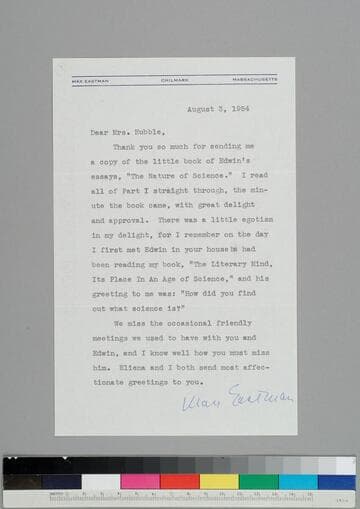 MAX EASTMAN CHILMARK MASSACHUSETTS
August 3, 1954
Dear Mrs. Hubble,
Thank you so much for sending me
a copy of the little book of Edwin's
essays, "The Nature of Science." I read
all of Part I straight through, the min-
ute the book came, with great delight
and approval. There was a little egotism
in my delight, for I remember on the day
I first met Edwin in your house he had
been reading my book, "The Literary Mind,
Its Place In An Age of Science," and his
greeting to me was: "How did you find
out what science is?"
We miss the occasional friendly
meetings we used to have with you and
Edwin, and I know well how you must miss
him. Eliena and I both send most affec-
tionate greetings to you.
Max Eastman